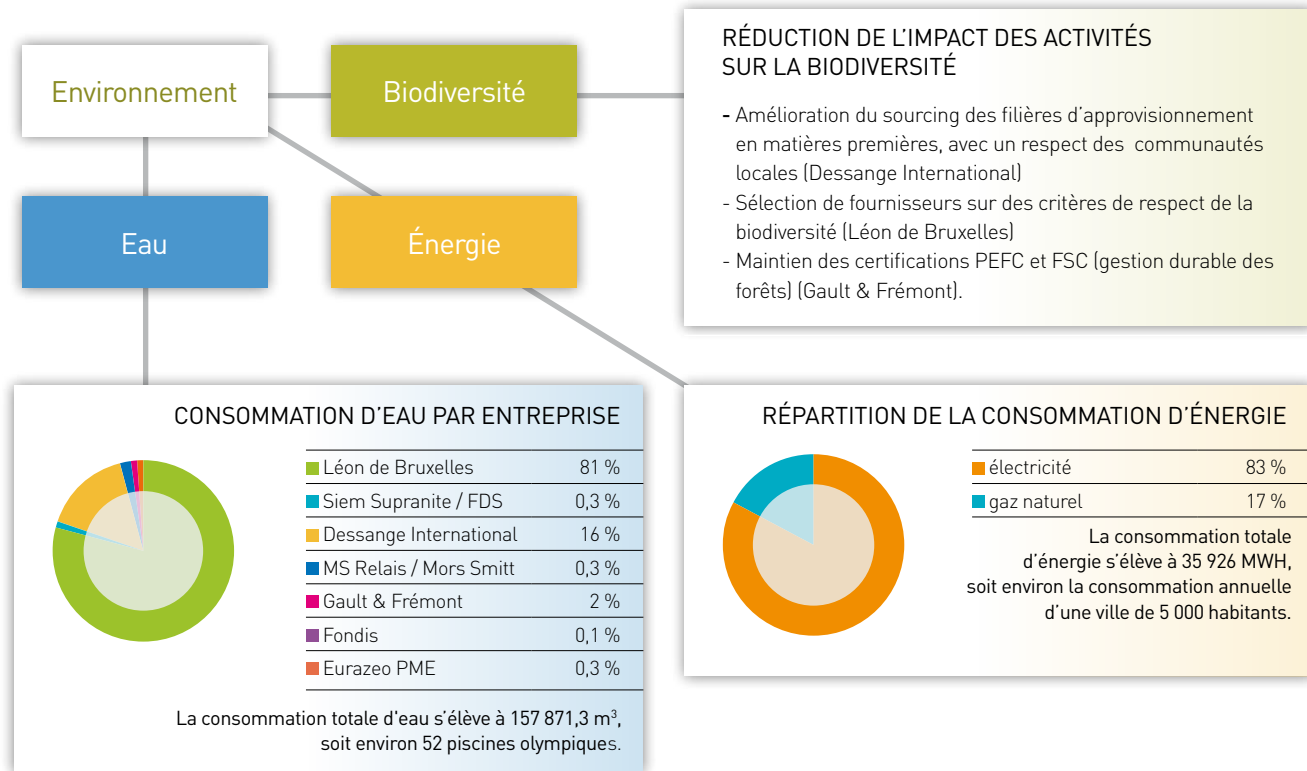 Environnement
Biodiversité
Eau
Énergie
RÉDUCTION DE L’IMPACT DES ACTIVITÉS
SUR LA BIODIVERSITÉ
- Amélioration du sourcing des filières d’approvisionnement
en matières premières, avec un respect des communautés
locales (Dessange International)
- Sélection de fournisseurs sur des critères de respect de la
biodiversité (Léon de Bruxelles)
- Maintien des certifications PEFC et FSC (gestion durable des
forêts) (Gault & Frémont).
CONSOMMATION D’EAU PAR ENTREPRISE
Léon de Bruxelles 81 %
Siem Supranite / FDS 0,3 %
Dessange International 16 %
MS Relais / Mors Smitt 0,3 %
Gault & Frémont 2 %
Fondis 0,1 %
Eurazeo PME 0,3 %
La consommation totale d'eau s’élève à 157 871,3 m³,
soit environ 52 piscines olympiques.
RÉPARTITION DE LA CONSOMMATION D’ÉNERGIE
électricité 83 %
gaz naturel 17 %
La consommation totale
d’énergie s’élève à 35 926 MWH,
soit environ la consommation annuelle
d’une ville de 5 000 habitants.